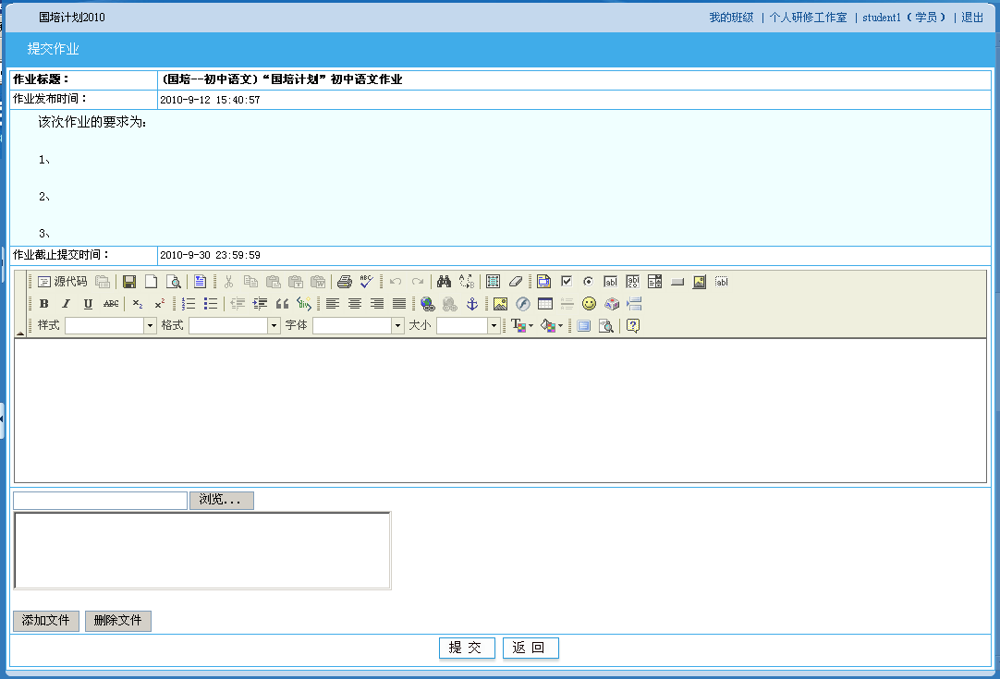 国培计划2010
我的班级 | 个人研修工作室 | student1（学员）| 退出
提交作业
作业标题： (国培--初中语文)“国培计划”初中语文作业
作业发布时间： 2010-9-12 15:40:57
该次作业的要求为:
1、
2、
3、
作业截止提交时间： 2010-9-30 23:59:59
源代码
B I U ABC X₂ X²
样式 格式 字体 大小
浏览...
添加文件 删除文件
提 交 返 回